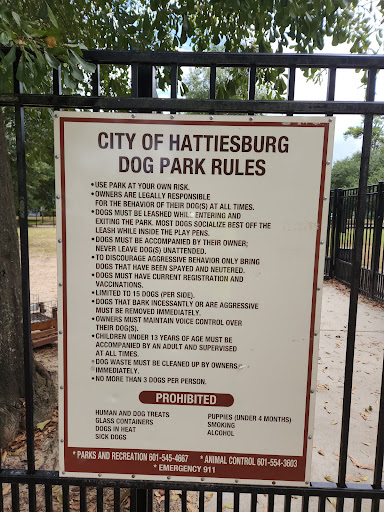 CITY OF HATTIESBURG
DOG PARK RULES
• USE PARK AT YOUR OWN RISK.
• OWNERS ARE LEGALLY RESPONSIBLE
FOR THE BEHAVIOR OF THEIR DOG(S) AT ALL TIMES.
• DOGS MUST BE LEASHED WHILE ENTERING AND
EXITING THE PARK. MOST DOGS SOCIALIZE BEST OFF THE
LEASH WHILE INSIDE THE PLAY PENS.
• DOGS MUST BE ACCOMPANIED BY THEIR OWNER;
NEVER LEAVE DOG(S) UNATTENDED.
• TO DISCOURAGE AGGRESSIVE BEHAVIOR ONLY BRING
DOGS THAT HAVE BEEN SPAYED AND NEUTERED.
• DOGS MUST HAVE CURRENT REGISTRATION AND
VACCINATIONS.
• LIMITED TO 15 DOGS (PER SIDE).
• DOGS THAT BARK INCESSANTLY OR ARE AGGRESSIVE
MUST BE REMOVED IMMEDIATELY.
• OWNERS MUST MAINTAIN VOICE CONTROL OVER
THEIR DOG(S).
• CHILDREN UNDER 13 YEARS OF AGE MUST BE
ACCOMPANIED BY AN ADULT AND SUPERVISED
AT ALL TIMES.
• DOG WASTE MUST BE CLEANED UP BY OWNERS
IMMEDIATELY.
• NO MORE THAN 3 DOGS PER PERSON.
PROHIBITED
HUMAN AND DOG TREATS
GLASS CONTAINERS
DOGS IN HEAT
SICK DOGS
PUPPIES (UNDER 4 MONTHS)
SMOKING
ALCOHOL
* PARKS AND RECREATION 601-545-4667 * ANIMAL CONTROL 601-554-3603
* EMERGENCY 911